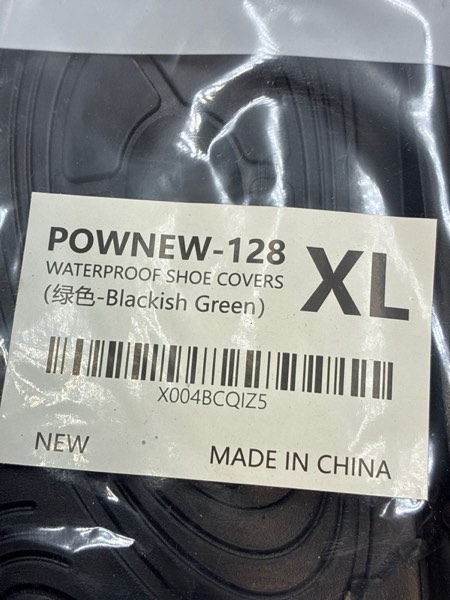 POWNEW-128
XL
WATERPROOF SHOE COVERS
(绿色-Blackish Green)
X004BCQIZ5
NEW
MADE IN CHINA